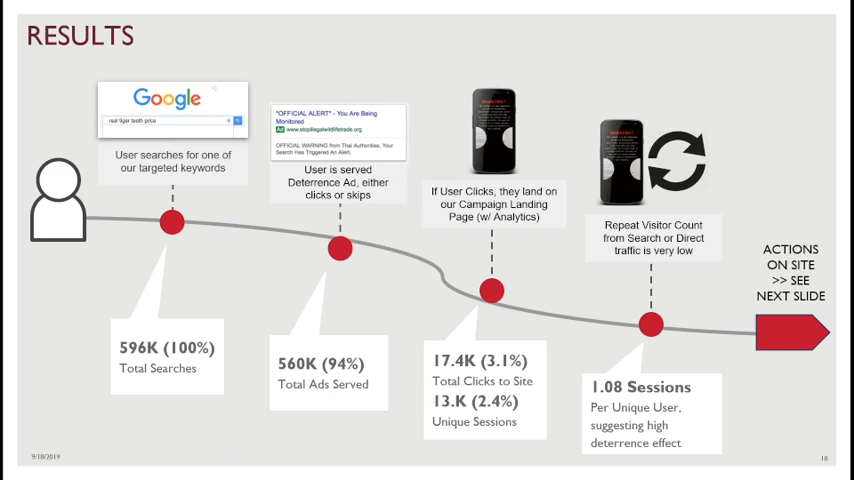 RESULTS
Google
real tiger teeth price
User searches for one of
our targeted keywords
"OFFICIAL ALERT" - You Are Being
Monitored
Ad www.stopillegalwildlifetrade.org
OFFICIAL WARNING from Thai Authorities, Your
Search Has Triggered An Alert.
User is served
Deterrence Ad, either
clicks or skips
If User Clicks, they land on
our Campaign Landing
Page (w/ Analytics)
Repeat Visitor Count
from Search or Direct
traffic is very low
ACTIONS
ON SITE
>> SEE
NEXT SLIDE
596K (100%)
Total Searches
560K (94%)
Total Ads Served
17.4K (3.1%)
Total Clicks to Site
13.K (2.4%)
Unique Sessions
1.08 Sessions
Per Unique User,
suggesting high
deterrence effect
9/18/2019
18